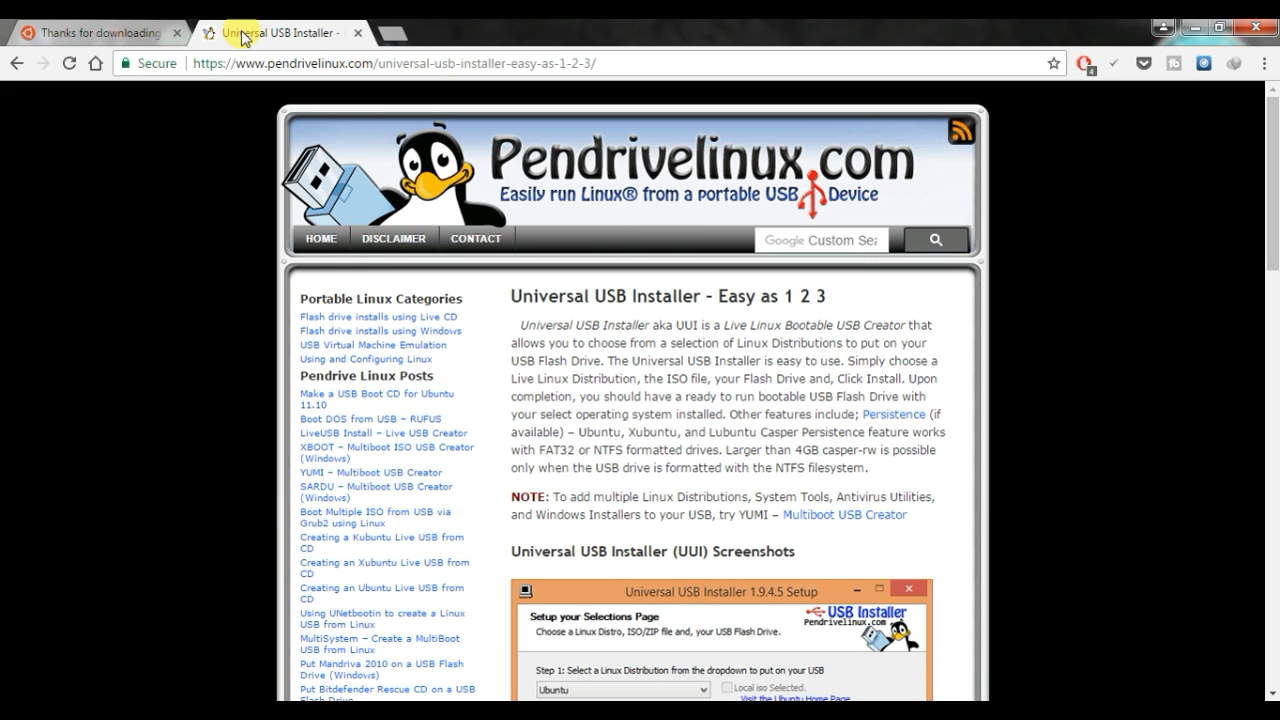 Thanks for downloading
Universal USB Installer -
Secure
https://www.pendrivelinux.com/universal-usb-installer-easy-as-1-2-3/
4
Pendrivelinux.com
Easily run Linux® from a portable USB Device
HOME
DISCLAIMER
CONTACT
Google Custom Sea
Portable Linux Categories
Flash drive installs using Live CD
Flash drive installs using Windows
USB Virtual Machine Emulation
Using and Configuring Linux
Pendrive Linux Posts
Make a USB Boot CD for Ubuntu
11.10
Boot DOS from USB – RUFUS
LiveUSB Install – Live USB Creator
XBOOT – Multiboot ISO USB Creator
(Windows)
YUMI – Multiboot USB Creator
SARDU – Multiboot USB Creator
(Windows)
Boot Multiple ISO from USB via
Grub2 using Linux
Creating a Kubuntu Live USB from
CD
Creating an Xubuntu Live USB from
CD
Creating an Ubuntu Live USB from
CD
Using UNetbootin to create a Linux
USB from Linux
MultiSystem – Create a MultiBoot
USB from Linux
Put Mandriva 2010 on a USB Flash
Drive (Windows)
Put Bitdefender Rescue CD on a USB
Flash Drive
Universal USB Installer – Easy as 1 2 3
Universal USB Installer aka UUI is a Live Linux Bootable USB Creator that
allows you to choose from a selection of Linux Distributions to put on your
USB Flash Drive. The Universal USB Installer is easy to use. Simply choose a
Live Linux Distribution, the ISO file, your Flash Drive and, Click Install. Upon
completion, you should have a ready to run bootable USB Flash Drive with
your select operating system installed. Other features include; Persistence (if
available) – Ubuntu, Xubuntu, and Lubuntu Casper Persistence feature works
with FAT32 or NTFS formatted drives. Larger than 4GB casper-rw is possible
only when the USB drive is formatted with the NTFS filesystem.
NOTE: To add multiple Linux Distributions, System Tools, Antivirus Utilities,
and Windows Installers to your USB, try YUMI – Multiboot USB Creator
Universal USB Installer (UUI) Screenshots
Universal USB Installer 1.9.4.5 Setup
Setup your Selections Page
Choose a Linux Distro, ISO/ZIP file and, your USB Flash Drive.
USB Installer
Pendrivelinux.com
Step 1: Select a Linux Distribution from the dropdown to put on your USB
Ubuntu
Local iso Selected.
Visit the Ubuntu Home Page